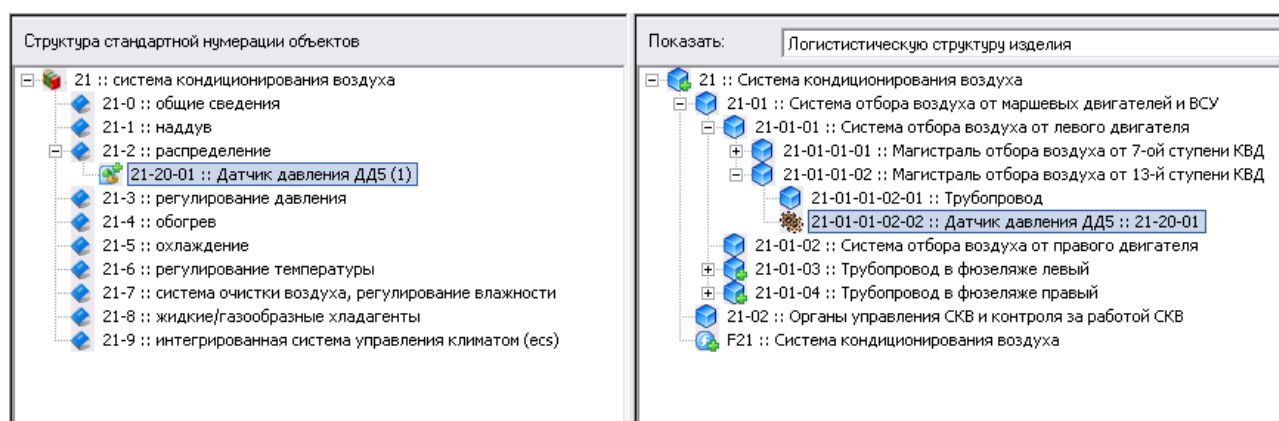 Структура стандартной нумерации объектов
21 :: система кондиционирования воздуха
21-0 :: общие сведения
21-1 :: наддув
21-2 :: распределение
21-20-01 :: Датчик давления ДД5 (1)
21-3 :: регулирование давления
21-4 :: обогрев
21-5 :: охлаждение
21-6 :: регулирование температуры
21-7 :: система очистки воздуха, регулирование влажности
21-8 :: жидкие/газообразные хладагенты
21-9 :: интегрированная система управления климатом (ecs)
Показать:
Логистистическую структуру изделия
21 :: Система кондиционирования воздуха
21-01 :: Система отбора воздуха от маршевых двигателей и ВСУ
21-01-01 :: Система отбора воздуха от левого двигателя
21-01-01-01 :: Магистраль отбора воздуха от 7-ой ступени КВД
21-01-01-02 :: Магистраль отбора воздуха от 13-й ступени КВД
21-01-01-02-01 :: Трубопровод
21-01-01-02-02 :: Датчик давления ДД5 :: 21-20-01
21-01-02 :: Система отбора воздуха от правого двигателя
21-01-03 :: Трубопровод в фюзеляже левый
21-01-04 :: Трубопровод в фюзеляже правый
21-02 :: Органы управления СКВ и контроля за работой СКВ
F21 :: Система кондиционирования воздуха